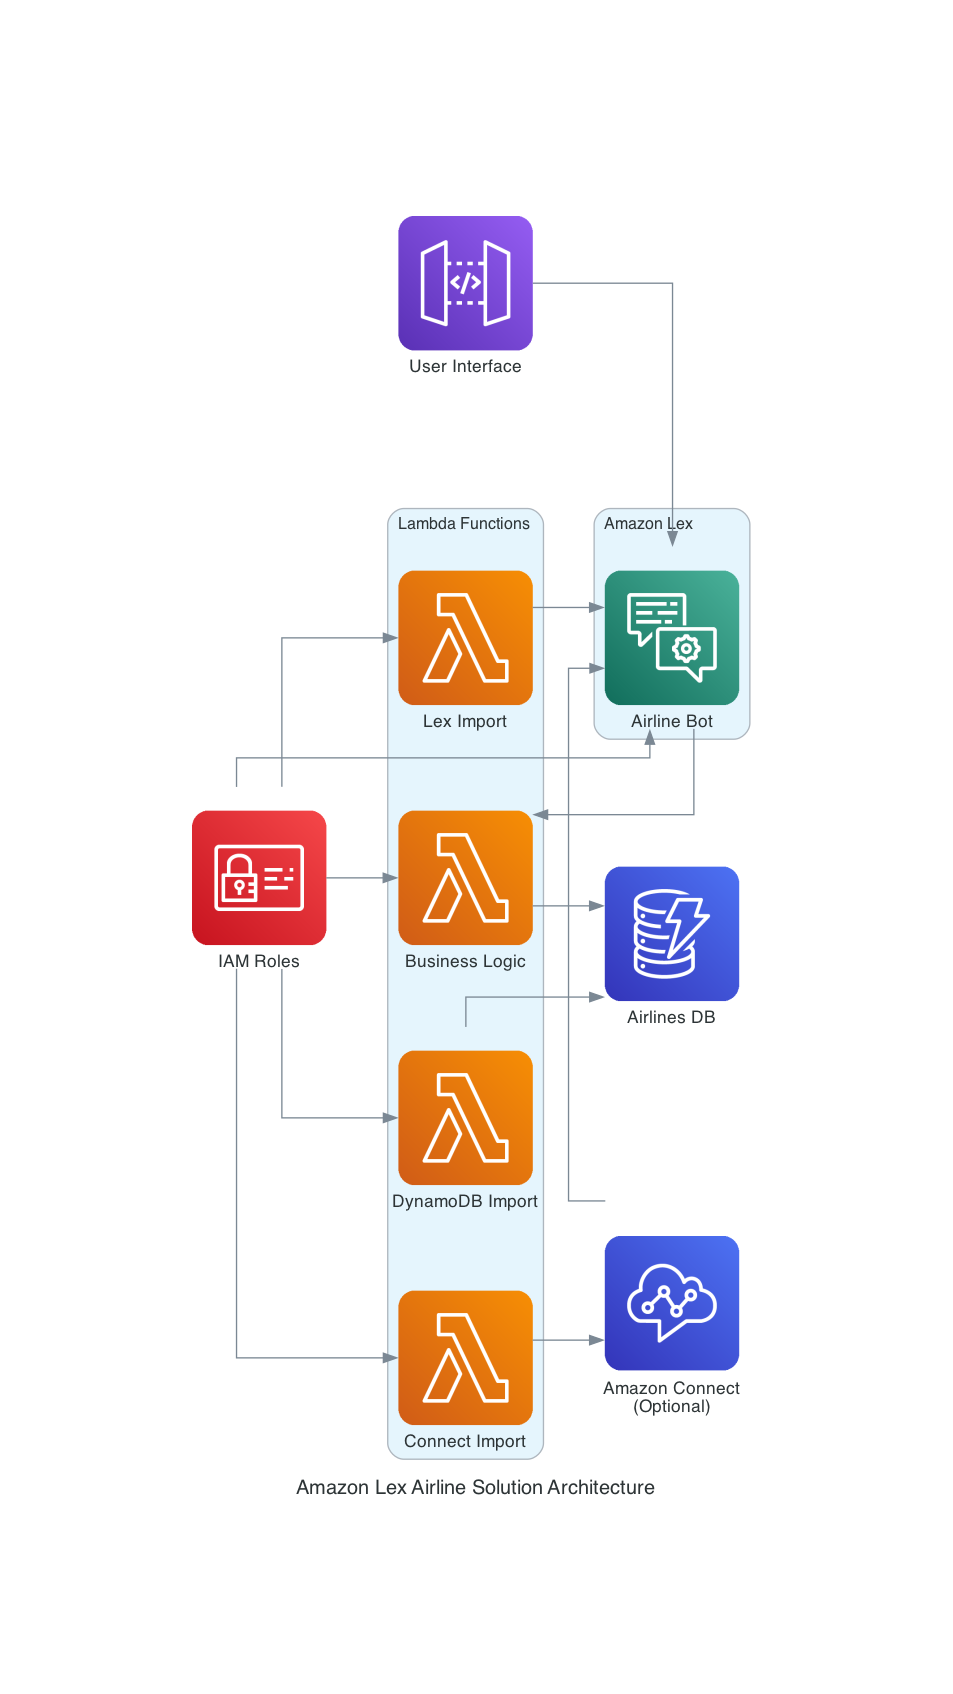 User Interface
Lambda Functions
Amazon Lex
</>
Lex Import
Airline Bot
IAM Roles
Business Logic
Airlines DB
DynamoDB Import
Amazon Connect
(Optional)
Connect Import
Amazon Lex Airline Solution Architecture